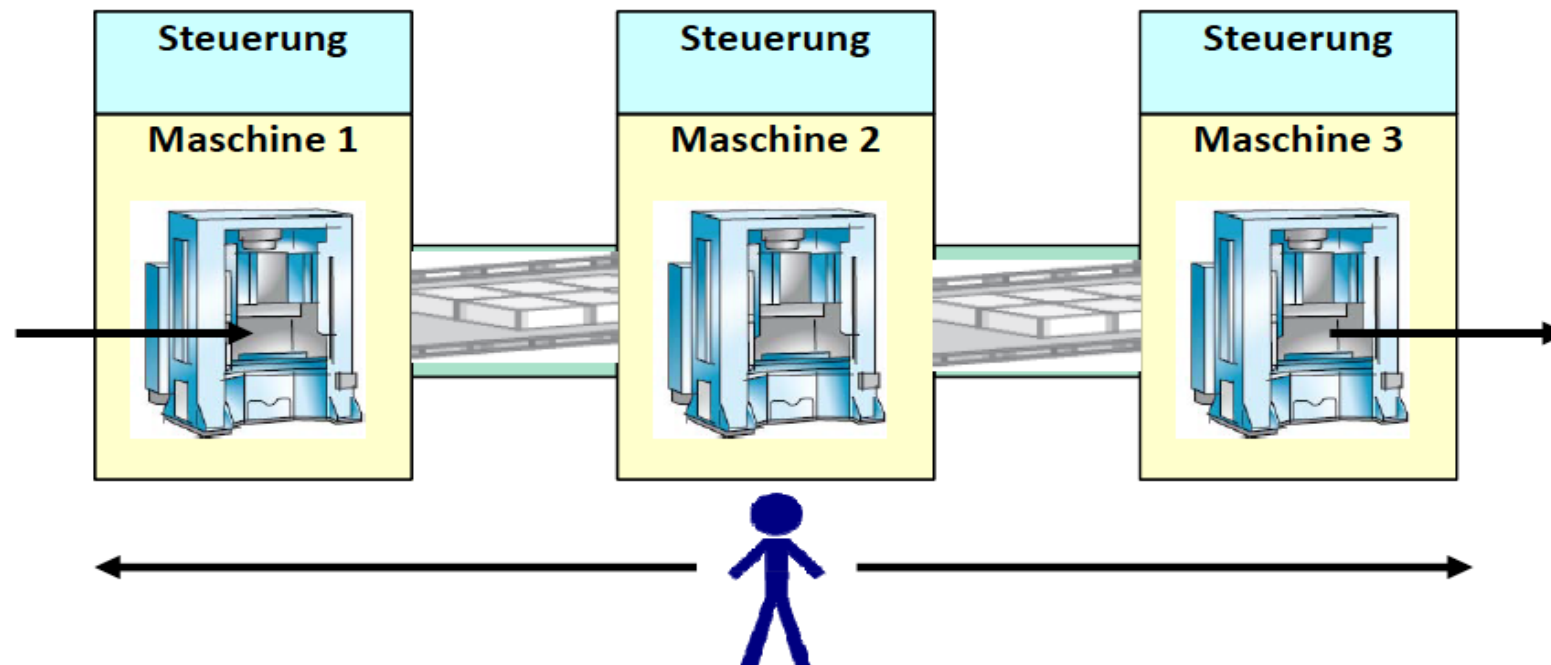 Steuerung
Maschine 1
Steuerung
Maschine 2
Steuerung
Maschine 3